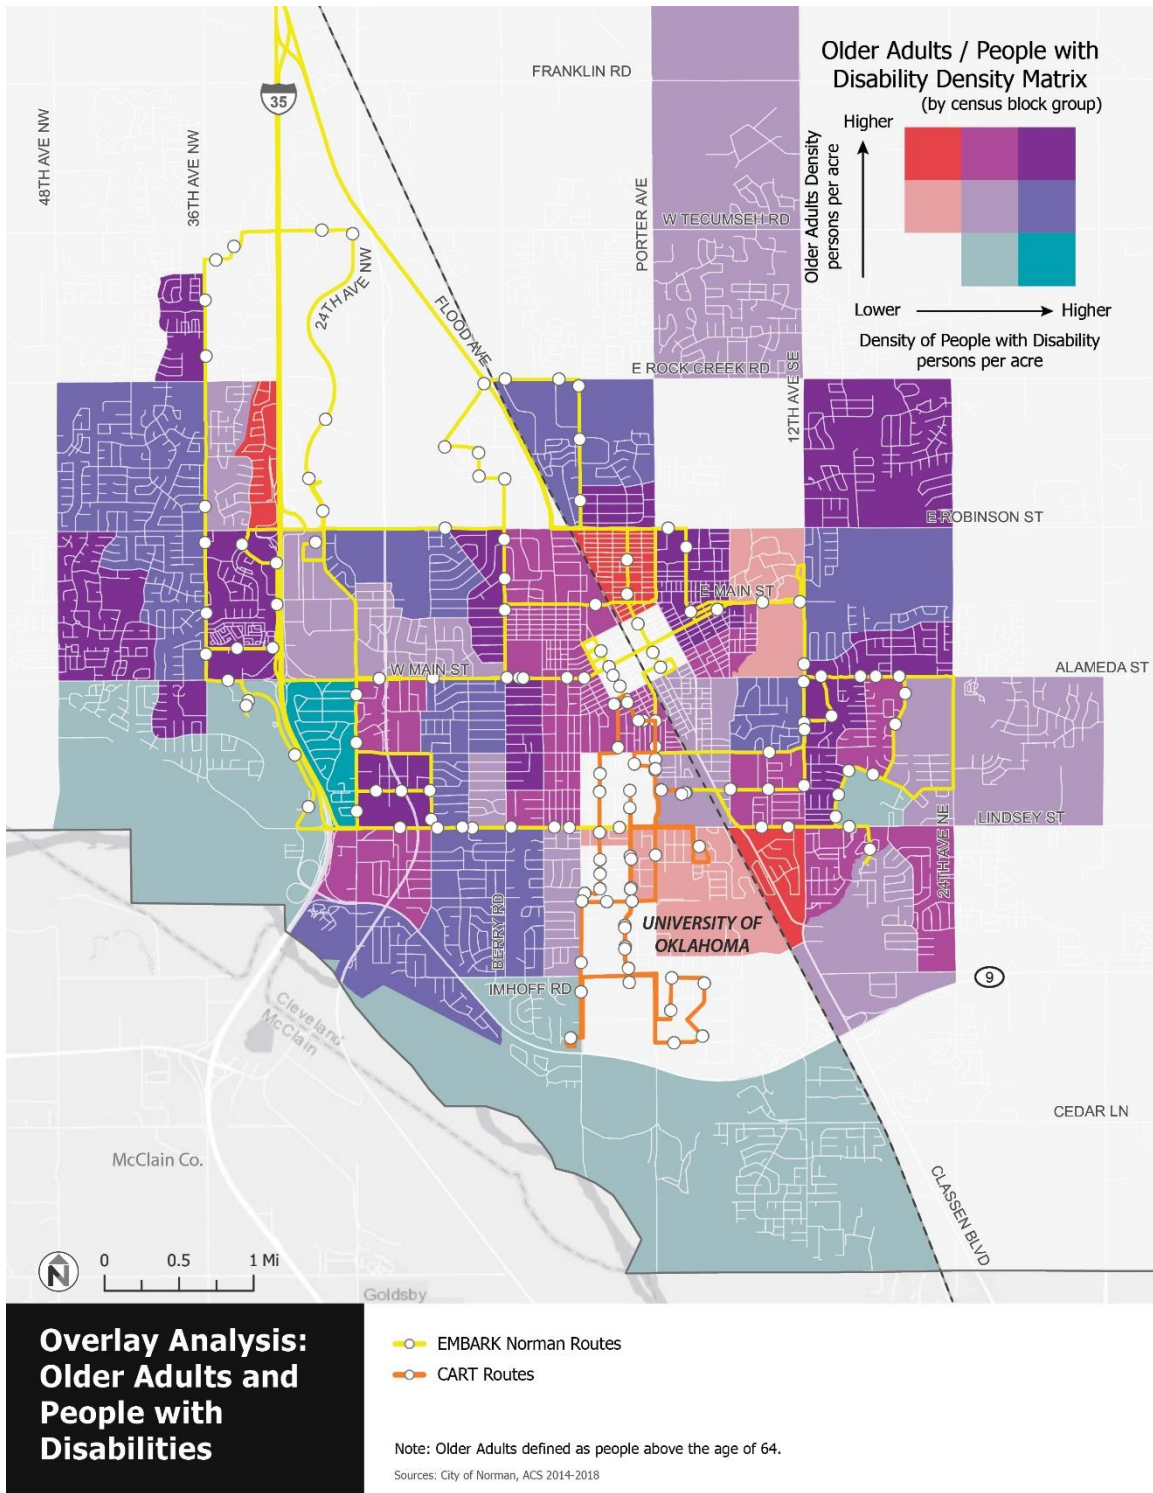 Older Adults / People with
Disability Density Matrix
(by census block group)
Higher
Older Adults Density
persons per acre
Lower
Higher
Density of People with Disability
persons per acre
FRANKLIN RD
35
48TH AVE NW
36TH AVE NW
PORTER AVE
W TECUMSEH RD
24TH AVE NW
FLOOD AVE
E ROCK CREEK RD
12TH AVE SE
E ROBINSON ST
E MAIN ST
W MAIN ST
ALAMEDA ST
LINDSEY ST
24TH AVE NE
BERRY RD
UNIVERSITY OF
OKLAHOMA
IMHOFF RD
9
Cleveland
McClain
CEDAR LN
McClain Co.
CLASSEN BLVD
N
0 0.5 1 Mi
Goldsby
Overlay Analysis:
Older Adults and
People with
Disabilities
EMBARK Norman Routes
CART Routes
Note: Older Adults defined as people above the age of 64.
Sources: City of Norman, ACS 2014-2018